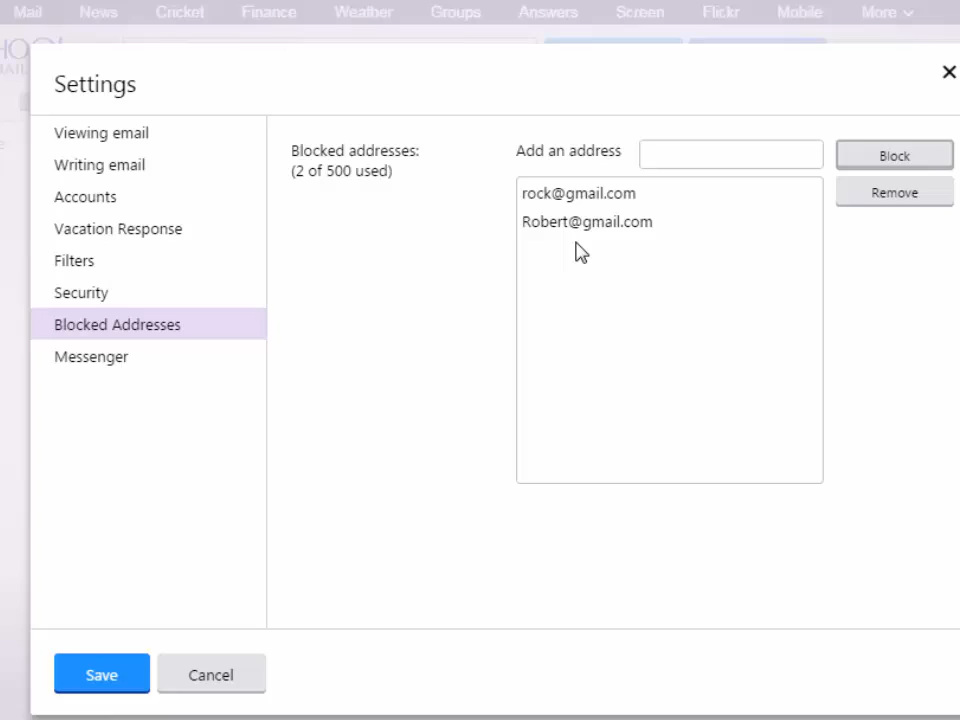 Mail News Cricket Finance Weather Groups Answers Screen Flickr Mobile More
Settings
Viewing email
Writing email
Accounts
Vacation Response
Filters
Security
Blocked Addresses
Messenger
Blocked addresses:
(2 of 500 used)
Add an address
Block
rock@gmail.com
Remove
Robert@gmail.com
Save Cancel